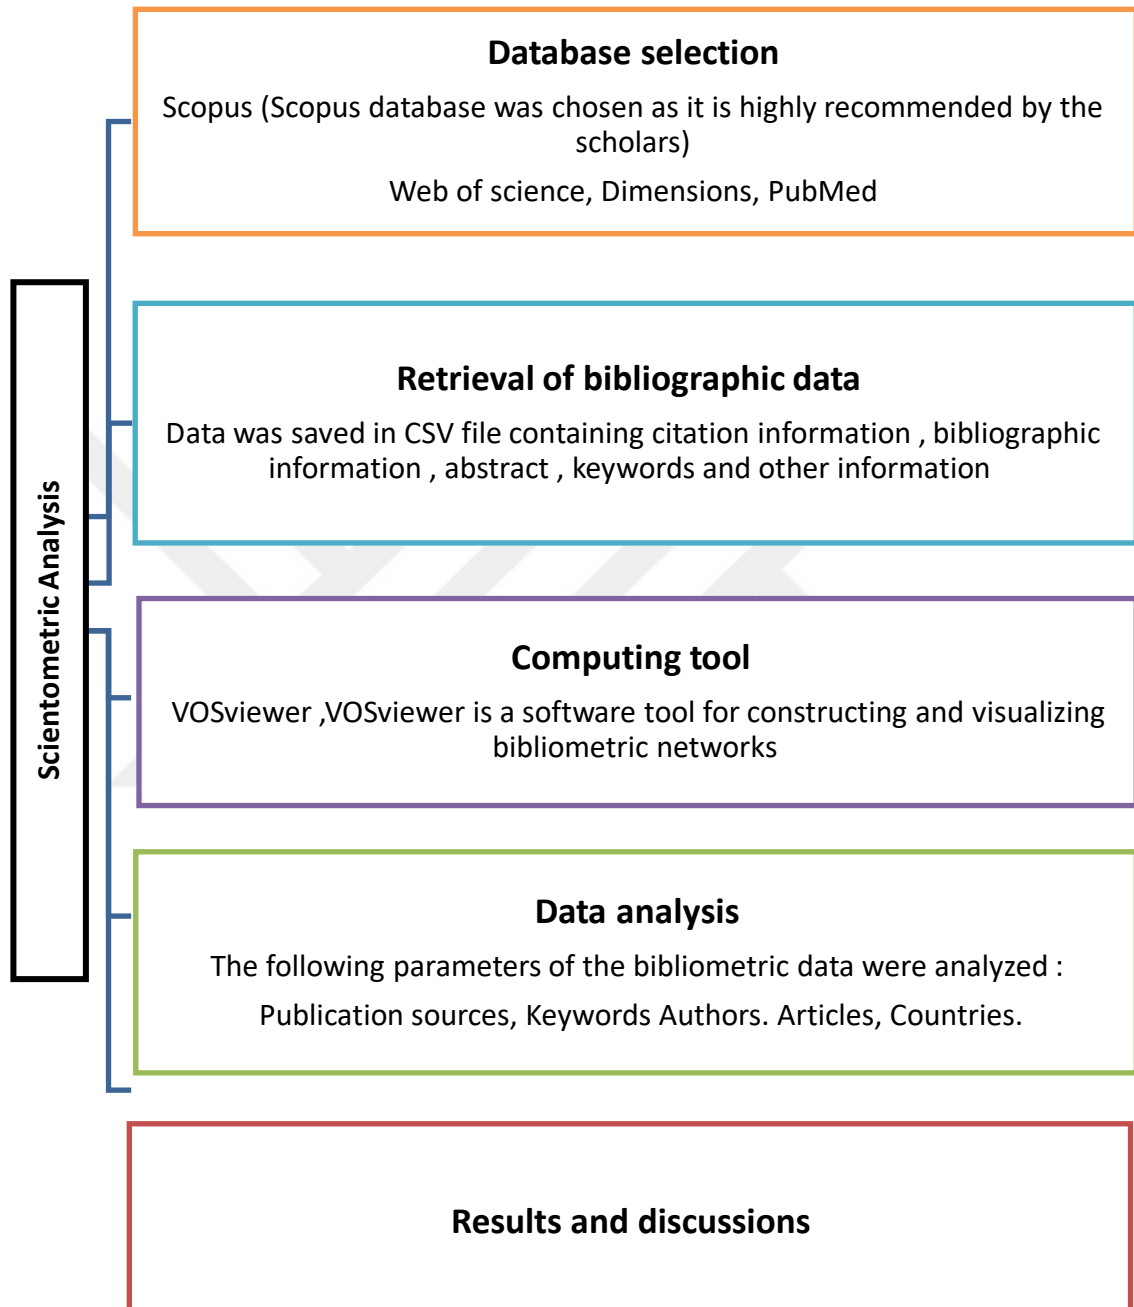 Database selection
Scopus (Scopus database was chosen as it is highly recommended by the
scholars)
Web of science, Dimensions, PubMed
Scientometric Analysis
Retrieval of bibliographic data
Data was saved in CSV file containing citation information , bibliographic
information , abstract , keywords and other information
Computing tool
VOSviewer ,VOSviewer is a software tool for constructing and visualizing
bibliometric networks
Data analysis
The following parameters of the bibliometric data were analyzed :
Publication sources, Keywords Authors. Articles, Countries.
Results and discussions